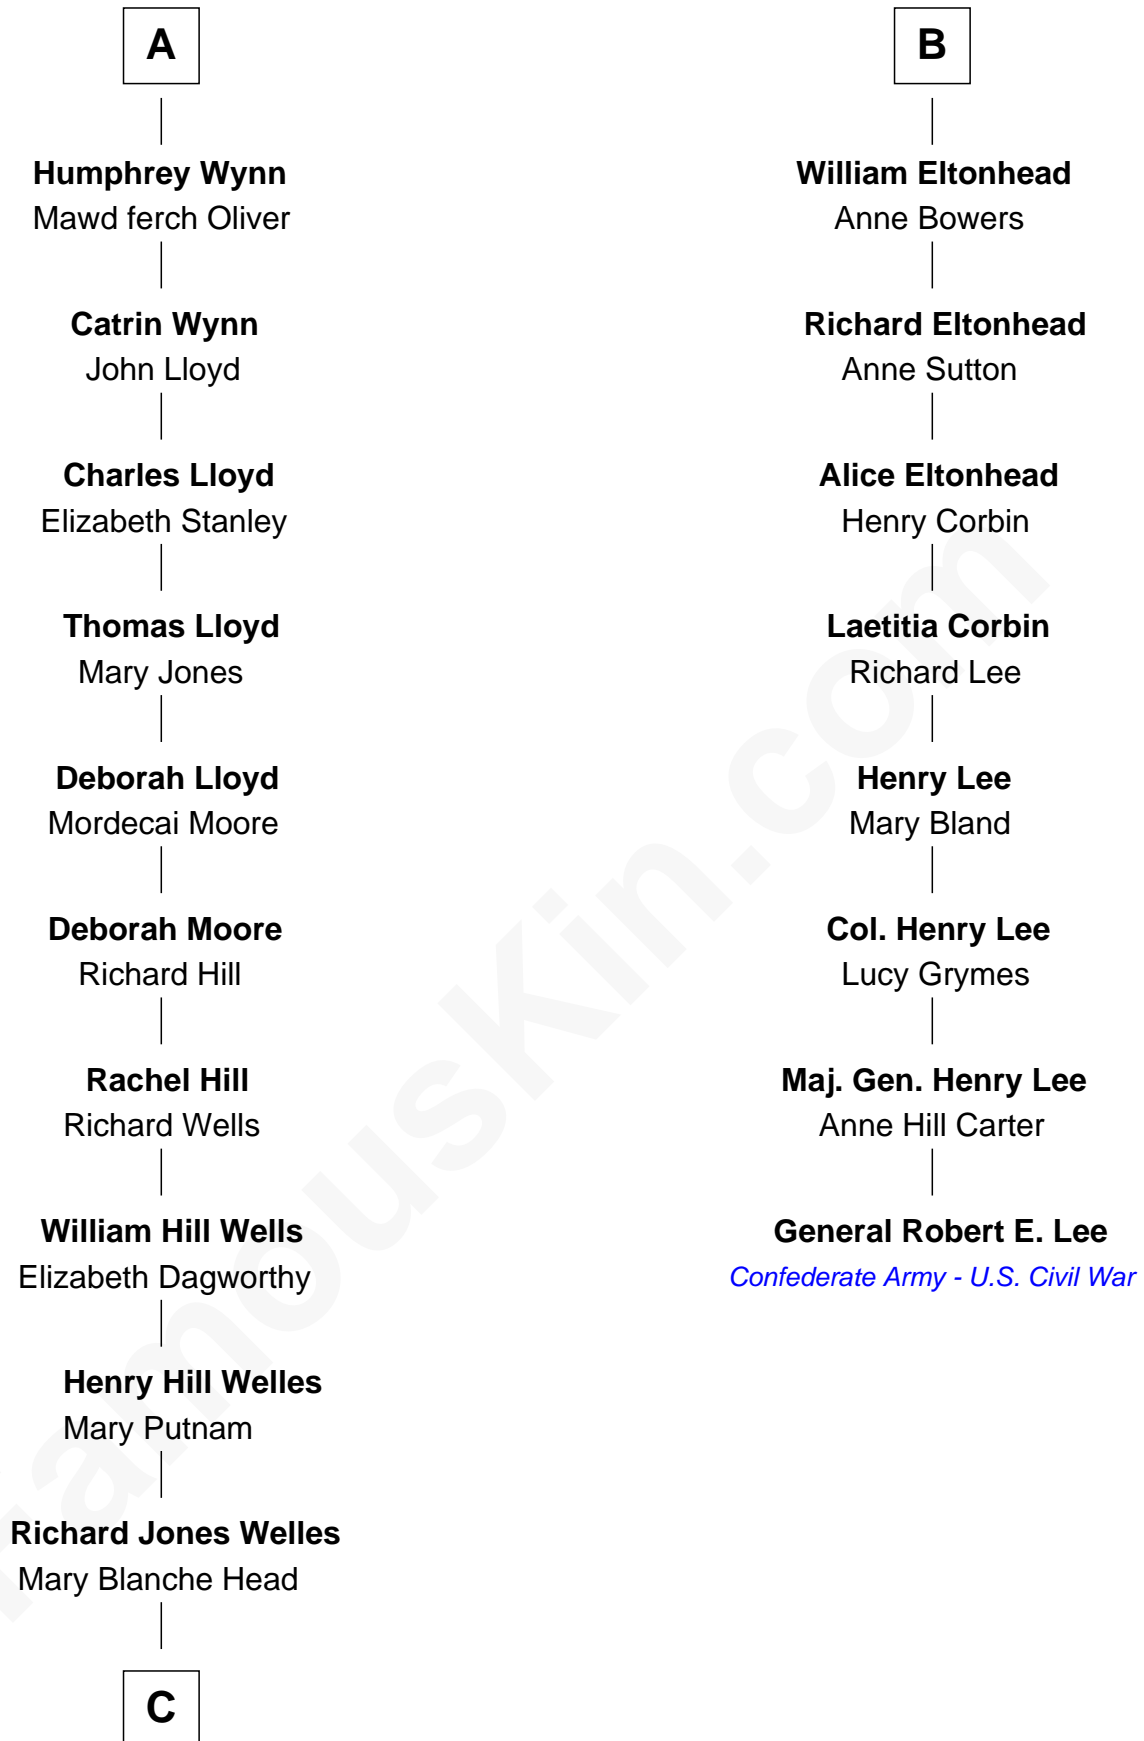 A
Humphrey Wynn
Mawd ferch Oliver
Catrin Wynn
John Lloyd
Charles Lloyd
Elizabeth Stanley
Thomas Lloyd
Mary Jones
Deborah Lloyd
Mordecai Moore
Deborah Moore
Richard Hill
Rachel Hill
Richard Wells
William Hill Wells
Elizabeth Dagworthy
Henry Hill Welles
Mary Putnam
Richard Jones Welles
Mary Blanche Head
C
B
William Eltonhead
Anne Bowers
Richard Eltonhead
Anne Sutton
Alice Eltonhead
Henry Corbin
Laetitia Corbin
Richard Lee
Henry Lee
Mary Bland
Col. Henry Lee
Lucy Grymes
Maj. Gen. Henry Lee
Anne Hill Carter
General Robert E. Lee
Confederate Army - U.S. Civil War
FamousKin.com